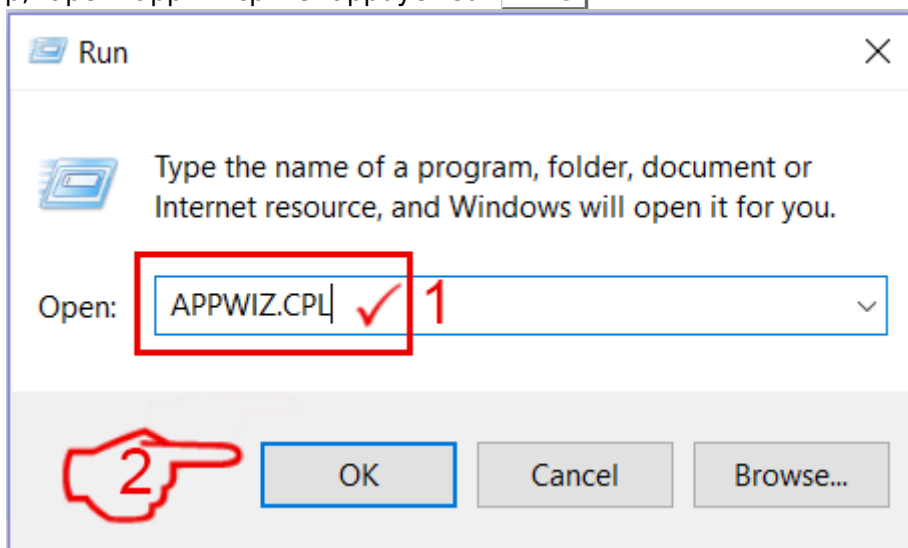 Run
Type the name of a program, folder, document or
Internet resource, and Windows will open it for you.
Open: APPWIZ.CPL 1
2 OK Cancel Browse...